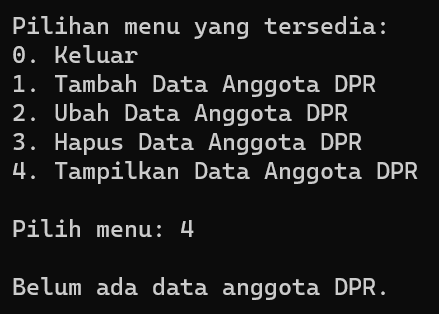 Pilihan menu yang tersedia:
0. Keluar
1. Tambah Data Anggota DPR
2. Ubah Data Anggota DPR
3. Hapus Data Anggota DPR
4. Tampilkan Data Anggota DPR
Pilih menu: 4
Belum ada data anggota DPR.